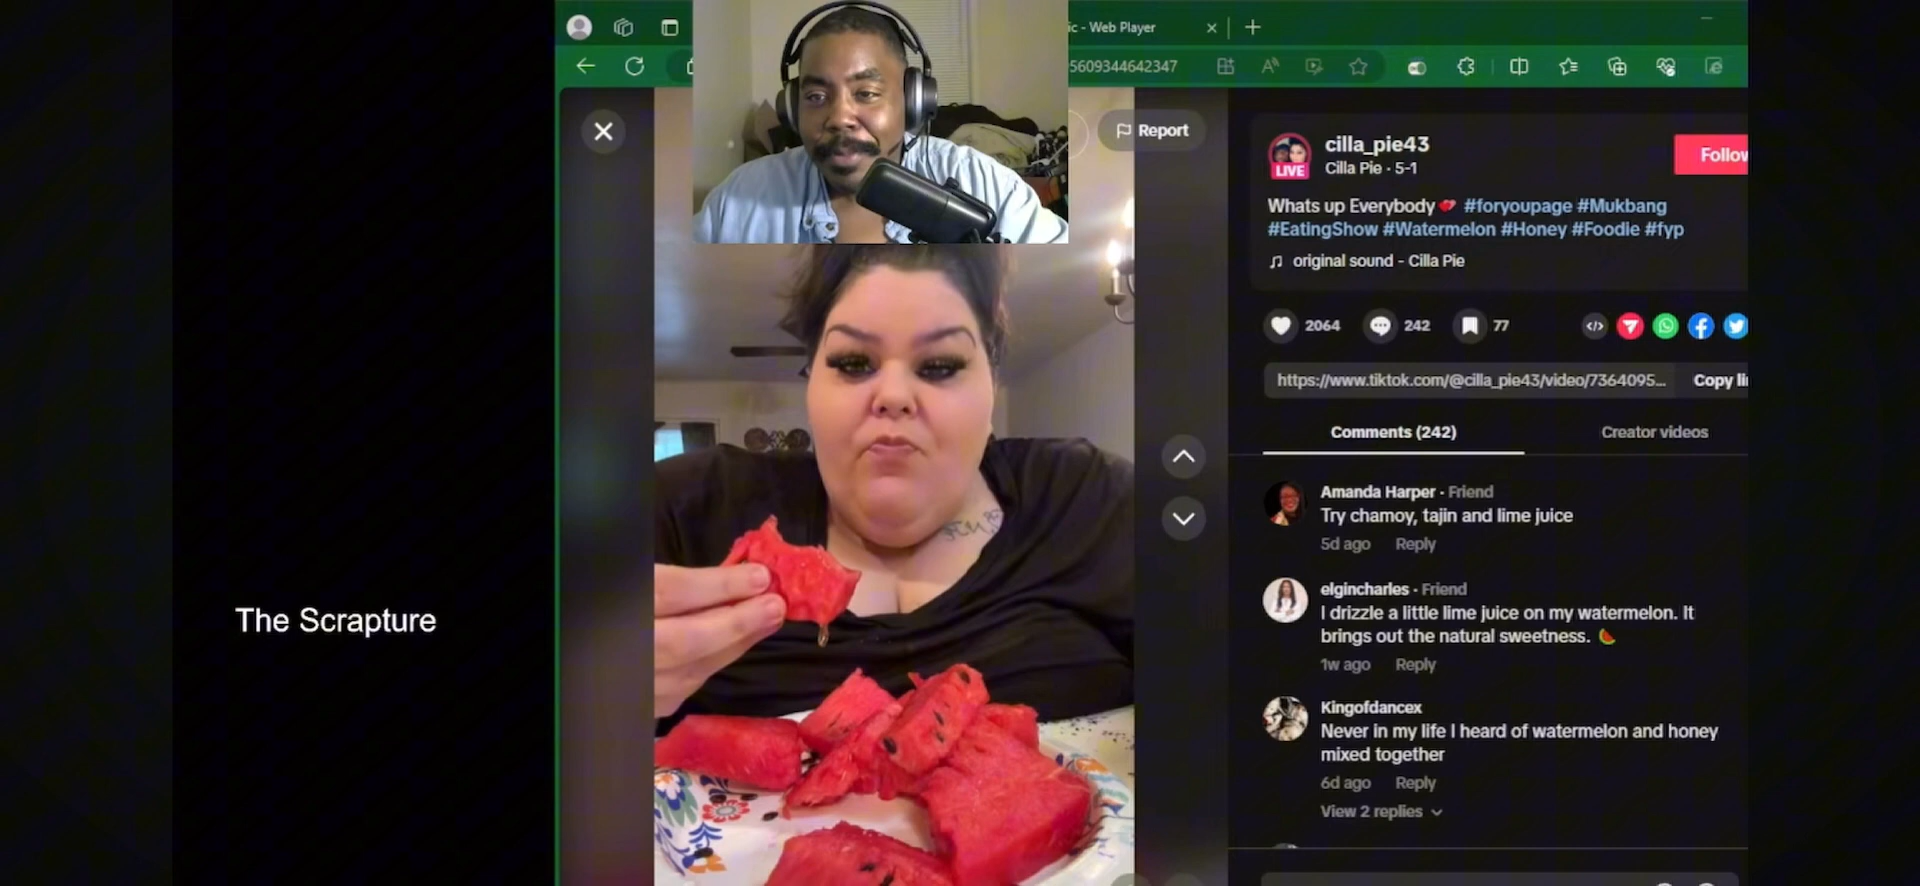 ic - Web Player
5609344642347
Report
The Scrapture
LIVE
cilla_pie43
Cilla Pie · 5-1
Follow
Whats up Everybody #foryoupage #Mukbang
#EatingShow #Watermelon #Honey #Foodie #fyp
original sound - Cilla Pie
2064
242
77
https://www.tiktok.com/@cilla_pie43/video/7364095...
Copy li
Comments (242)
Creator videos
Amanda Harper · Friend
Try chamoy, tajin and lime juice
5d ago Reply
elgincharles · Friend
I drizzle a little lime juice on my watermelon. It
brings out the natural sweetness. 🍉
1w ago Reply
Kingofdancex
Never in my life I heard of watermelon and honey
mixed together
6d ago Reply
View 2 replies